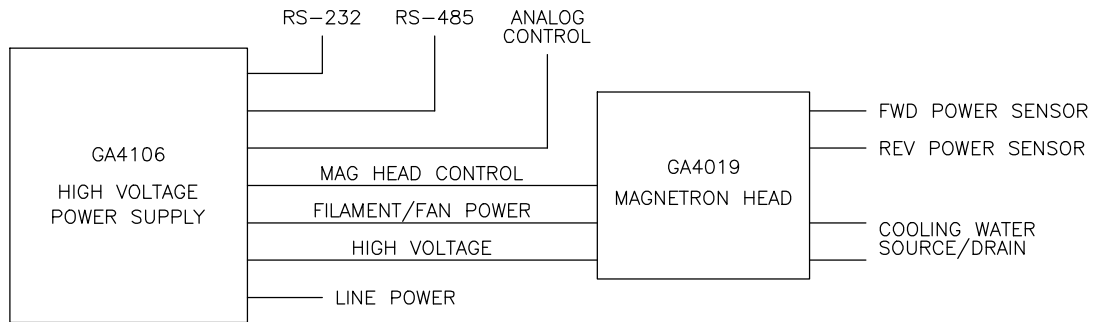 RS-232
RS-485
ANALOG
CONTROL
GA4106
HIGH VOLTAGE
POWER SUPPLY
MAG HEAD CONTROL
FILAMENT/FAN POWER
HIGH VOLTAGE
LINE POWER
GA4019
MAGNETRON HEAD
FWD POWER SENSOR
REV POWER SENSOR
COOLING WATER
SOURCE/DRAIN